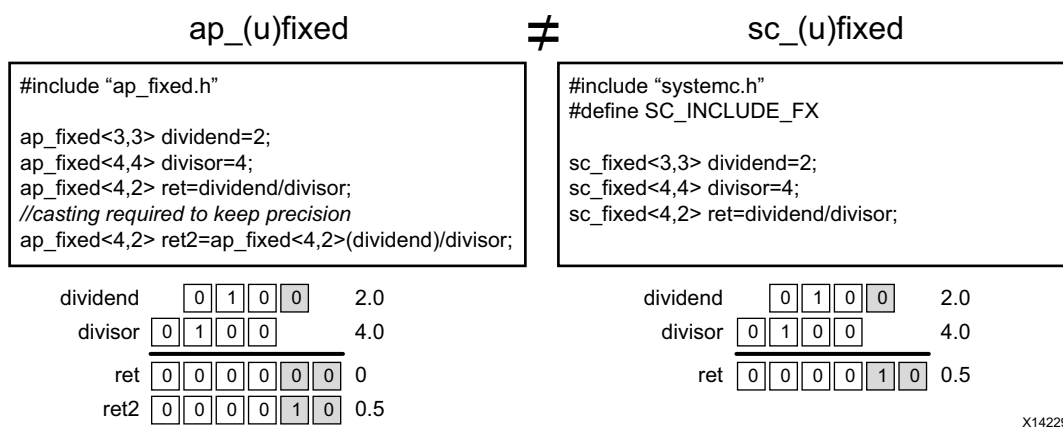 ap_(u)fixed ≠ sc_(u)fixed
#include “ap_fixed.h”
ap_fixed<3,3> dividend=2;
ap_fixed<4,4> divisor=4;
ap_fixed<4,2> ret=dividend/divisor;
//casting required to keep precision
ap_fixed<4,2> ret2=ap_fixed<4,2>(dividend)/divisor;
#include “systemc.h”
#define SC_INCLUDE_FX
sc_fixed<3,3> dividend=2;
sc_fixed<4,4> divisor=4;
sc_fixed<4,2> ret=dividend/divisor;
dividend 0 1 0 0 2.0
divisor 0 1 0 0 4.0
ret 0 0 0 0 0 0 0
ret2 0 0 0 0 1 0 0.5
dividend 0 1 0 0 2.0
divisor 0 1 0 0 4.0
ret 0 0 0 0 1 0 0.5
X14229